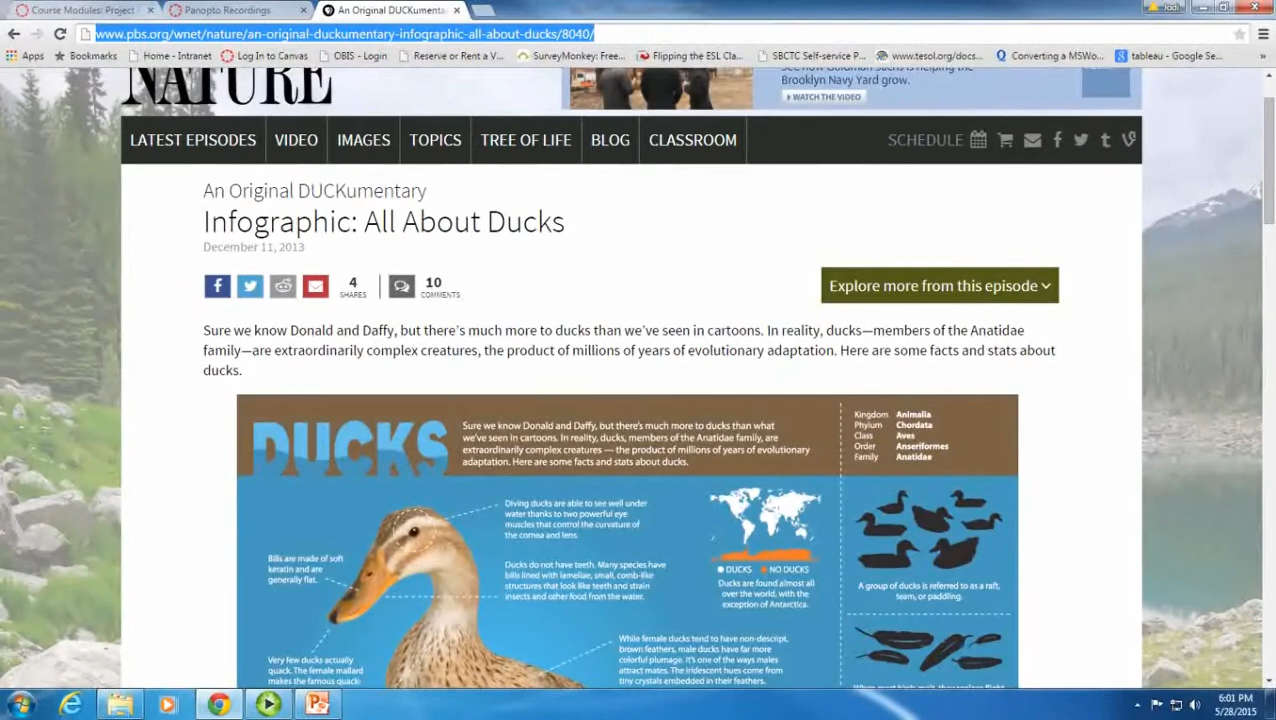 Course Modules: Project
Panopto Recordings
An Original DUCKumenta
Jodi
www.pbs.org/wnet/nature/an-original-duckumentary-infographic-all-about-ducks/8040/
Apps
Bookmarks
Home - Intranet
Log In to Canvas
OBIS - Login
Reserve or Rent a V...
SurveyMonkey: Free...
Flipping the ESL Cla...
SBCTC Self-service P...
www.tesol.org/docs...
Converting a MSWo...
tableau - Google Se...
»
NATURE
Brooklyn Navy Yard grow.
WATCH THE VIDEO
LATEST EPISODES
VIDEO
IMAGES
TOPICS
TREE OF LIFE
BLOG
CLASSROOM
SCHEDULE
An Original DUCKumentary
Infographic: All About Ducks
December 11, 2013
4
SHARES
10
COMMENTS
Explore more from this episode
Sure we know Donald and Daffy, but there's much more to ducks than we've seen in cartoons. In reality, ducks—members of the Anatidae
family—are extraordinarily complex creatures, the product of millions of years of evolutionary adaptation. Here are some facts and stats about
ducks.
DUCKS
Sure we know Donald and Daffy, but there's much more to ducks than what
we've seen in cartoons. In reality, ducks, members of the Anatidae family, are
extraordinarily complex creatures — the product of millions of years of evolutionary
adaptation. Here are some facts and stats about ducks.
Kingdom Animalia
Phylum Chordata
Class Aves
Order Anseriformes
Family Anatidae
Diving ducks are able to see well under
water thanks to two powerful eye
muscles that control the curvature of
the cornea and lens.
Bills are made of soft
keratin and are
generally flat.
Ducks do not have teeth. Many species have
bills lined with lamellae, small, comb-like
structures that look like teeth and strain
insects and other food from the water.
DUCKS
NO DUCKS
Ducks are found almost all
over the world, with the
exception of Antarctica.
A group of ducks is referred to as a raft,
team, or paddling.
While female ducks tend to have non-descript,
brown feathers, male ducks have far more
colorful plumage. It's one of the ways males
attract mates. The iridescent hues come from
tiny crystals embedded in their feathers.
Very few ducks actually
quack. The female mallard
makes the famous quack-
6:01 PM
5/28/2015